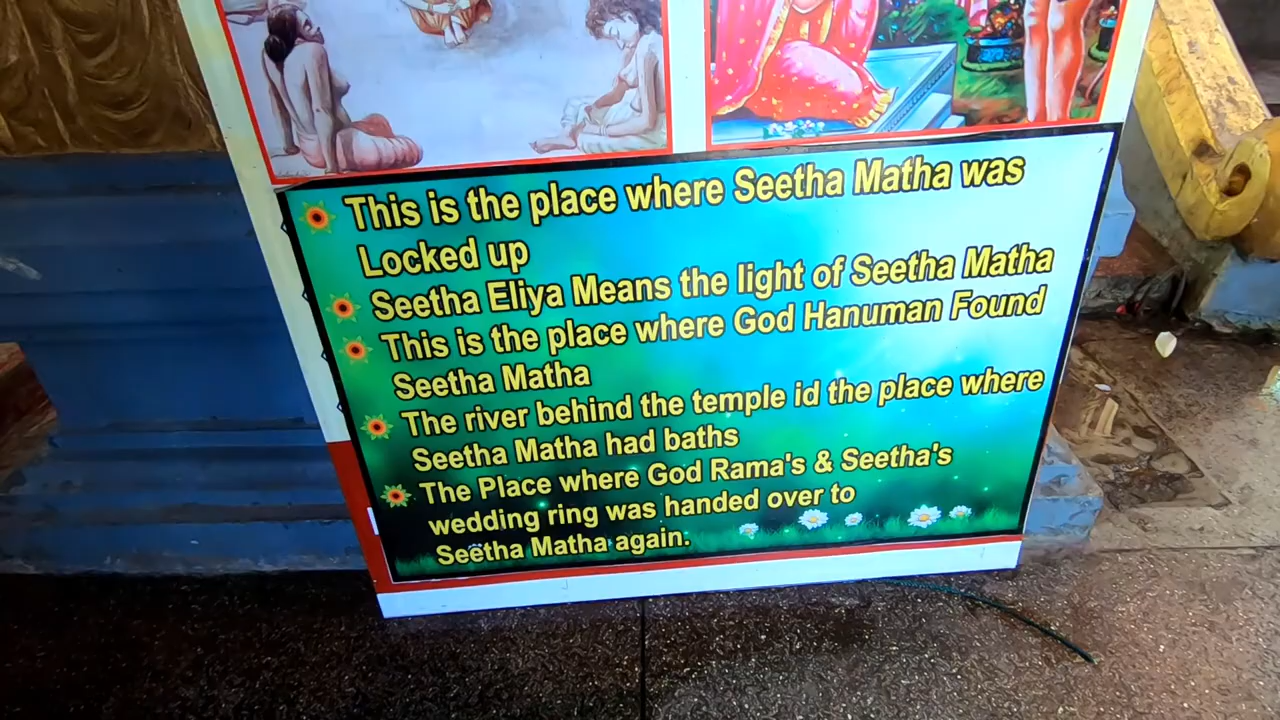 This is the place where Seetha Matha was
Locked up
Seetha Eliya Means the light of Seetha Matha
This is the place where God Hanuman Found
Seetha Matha
The river behind the temple id the place where
Seetha Matha had baths
The Place where God Rama's & Seetha's
wedding ring was handed over to
Seetha Matha again.